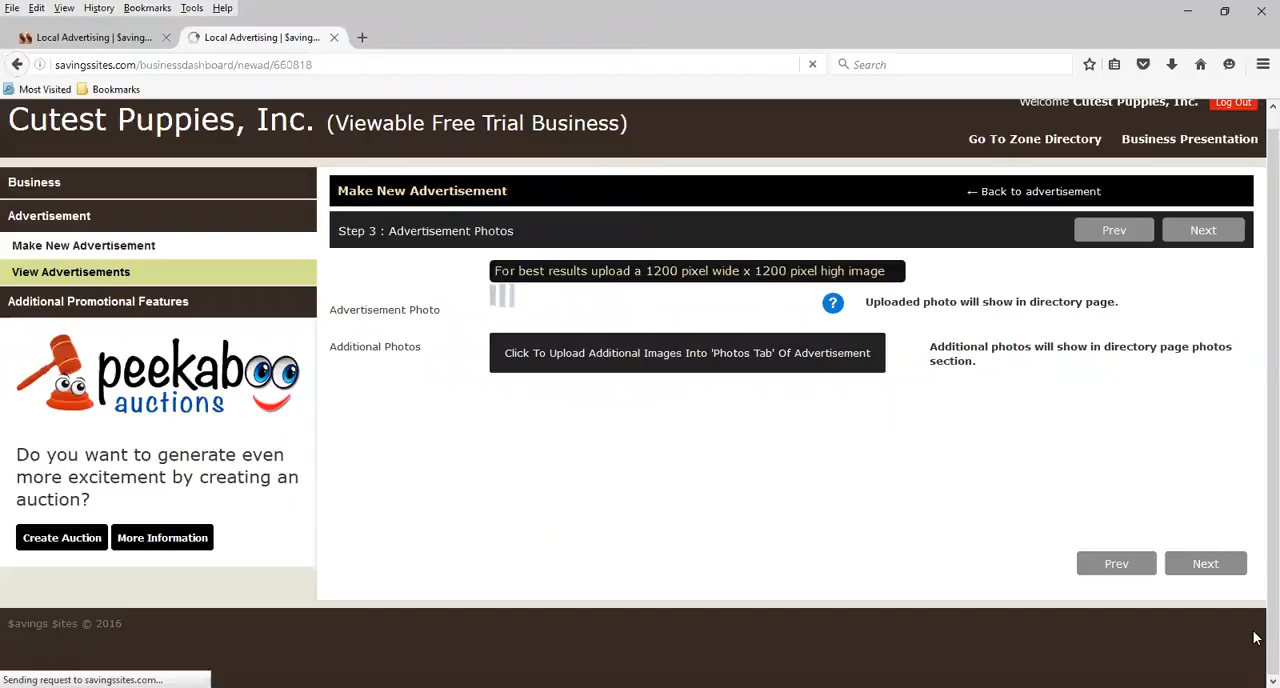 File Edit View History Bookmarks Tools Help
Local Advertising | $aving... Local Advertising | $aving...
savingssites.com/businessdashboard/newad/660818 Search
Most Visited Bookmarks
Welcome Cutest Puppies, Inc. Log Out
Cutest Puppies, Inc. (Viewable Free Trial Business)
Go To Zone Directory Business Presentation
Business
Advertisement
Make New Advertisement
View Advertisements
Additional Promotional Features
peekaboo
auctions
Do you want to generate even
more excitement by creating an
auction?
Create Auction More Information
Make New Advertisement ← Back to advertisement
Step 3 : Advertisement Photos Prev Next
For best results upload a 1200 pixel wide x 1200 pixel high image
Advertisement Photo ? Uploaded photo will show in directory page.
Additional Photos Click To Upload Additional Images Into 'Photos Tab' Of Advertisement Additional photos will show in directory page photos
section.
Prev Next
$avings $ites © 2016
Sending request to savingssites.com...